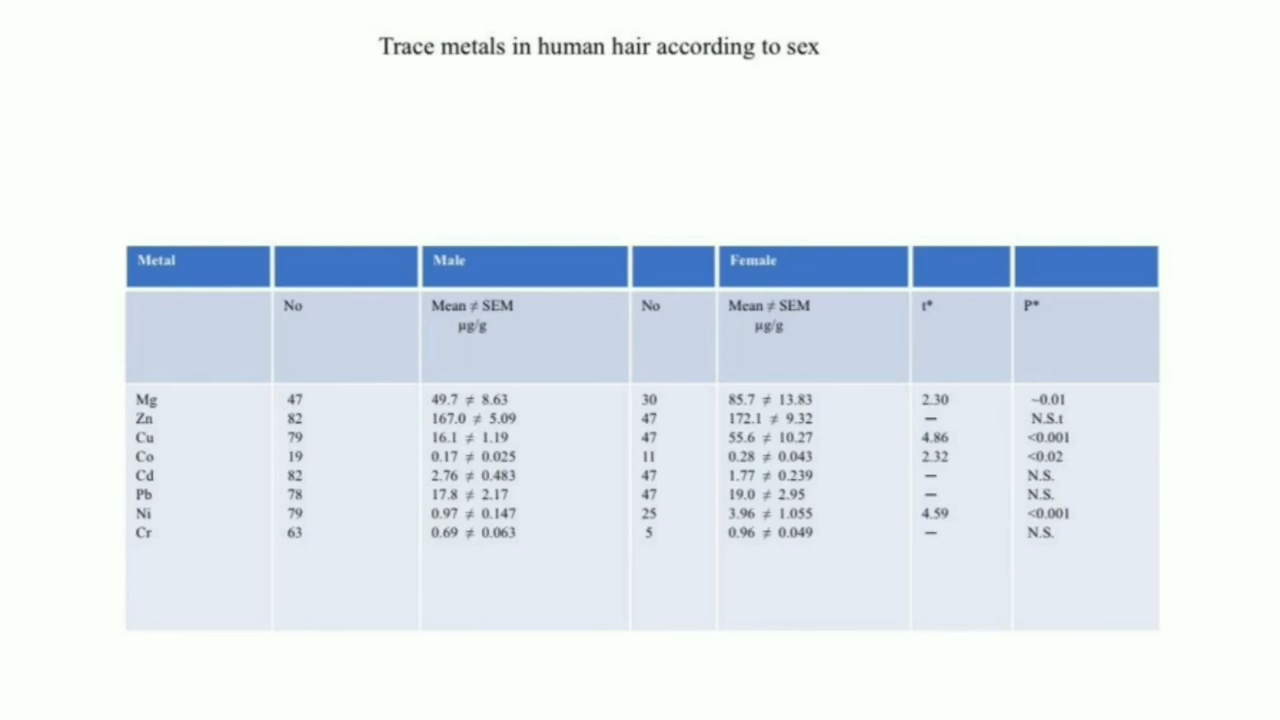 Trace metals in human hair according to sex
Metal Male Female
No Mean ≠ SEM No Mean ≠ SEM t* P*
µg/g µg/g
Mg 47 49.7 ≠ 8.63 30 85.7 ≠ 13.83 2.30 ~0.01
Zn 82 167.0 ≠ 5.09 47 172.1 ≠ 9.32 — N.S.t
Cu 79 16.1 ≠ 1.19 47 55.6 ≠ 10.27 4.86 <0.001
Co 19 0.17 ≠ 0.025 11 0.28 ≠ 0.043 2.32 <0.02
Cd 82 2.76 ≠ 0.483 47 1.77 ≠ 0.239 — N.S.
Pb 78 17.8 ≠ 2.17 47 19.0 ≠ 2.95 — N.S.
Ni 79 0.97 ≠ 0.147 25 3.96 ≠ 1.055 4.59 <0.001
Cr 63 0.69 ≠ 0.063 5 0.96 ≠ 0.049 — N.S.